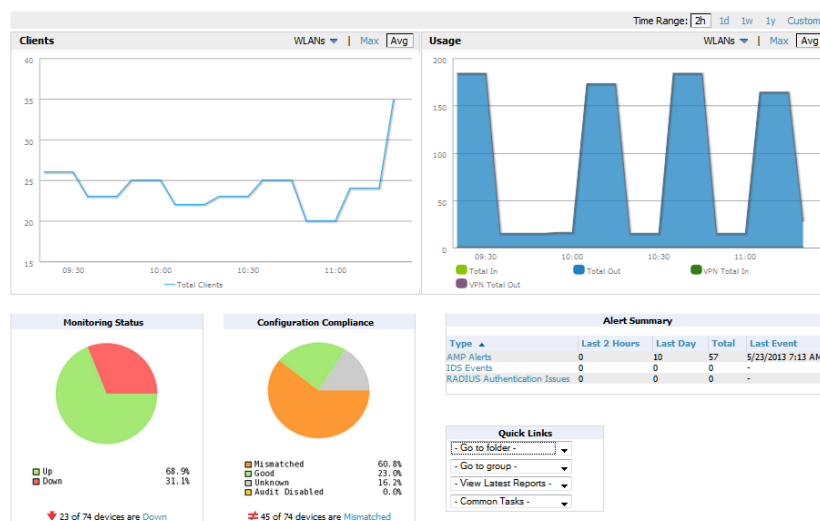 Time Range: 2h 1d 1w 1y Custom
Clients WLANs | Max Avg
40
35
30
25
20
15
09:30 10:00 10:30 11:00
Total Clients
Usage WLANs | Max Avg
200
150
100
50
0
09:30 10:00 10:30 11:00
Total In Total Out VPN Total In
VPN Total Out
Monitoring Status
Up 68.9%
Down 31.1%
23 of 74 devices are Down
Configuration Compliance
Mismatched 60.8%
Good 23.0%
Unknown 16.2%
Audit Disabled 0.0%
45 of 74 devices are Mismatched
Alert Summary
Type Last 2 Hours Last Day Total Last Event
AMP Alerts 0 10 57 5/23/2013 7:13 AM
IDS Events 0 0 0 -
RADIUS Authentication Issues 0 0 0 -
Quick Links
- Go to folder -
- Go to group -
- View Latest Reports -
- Common Tasks -